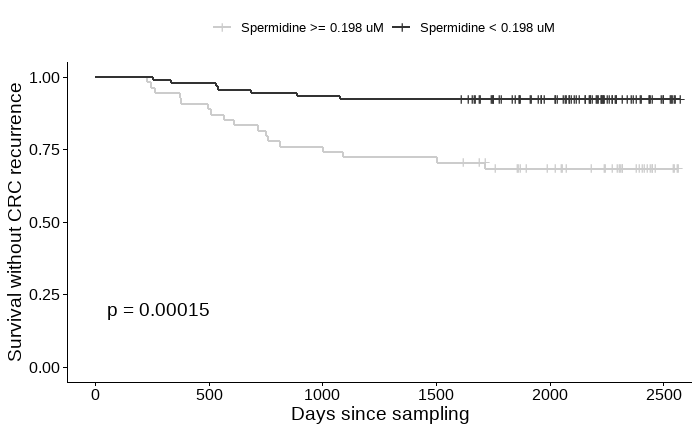 Spermidine >= 0.198 uM Spermidine < 0.198 uM
Survival without CRC recurrence
1.00
0.75
0.50
0.25
0.00
p = 0.00015
0 500 1000 1500 2000 2500
Days since sampling